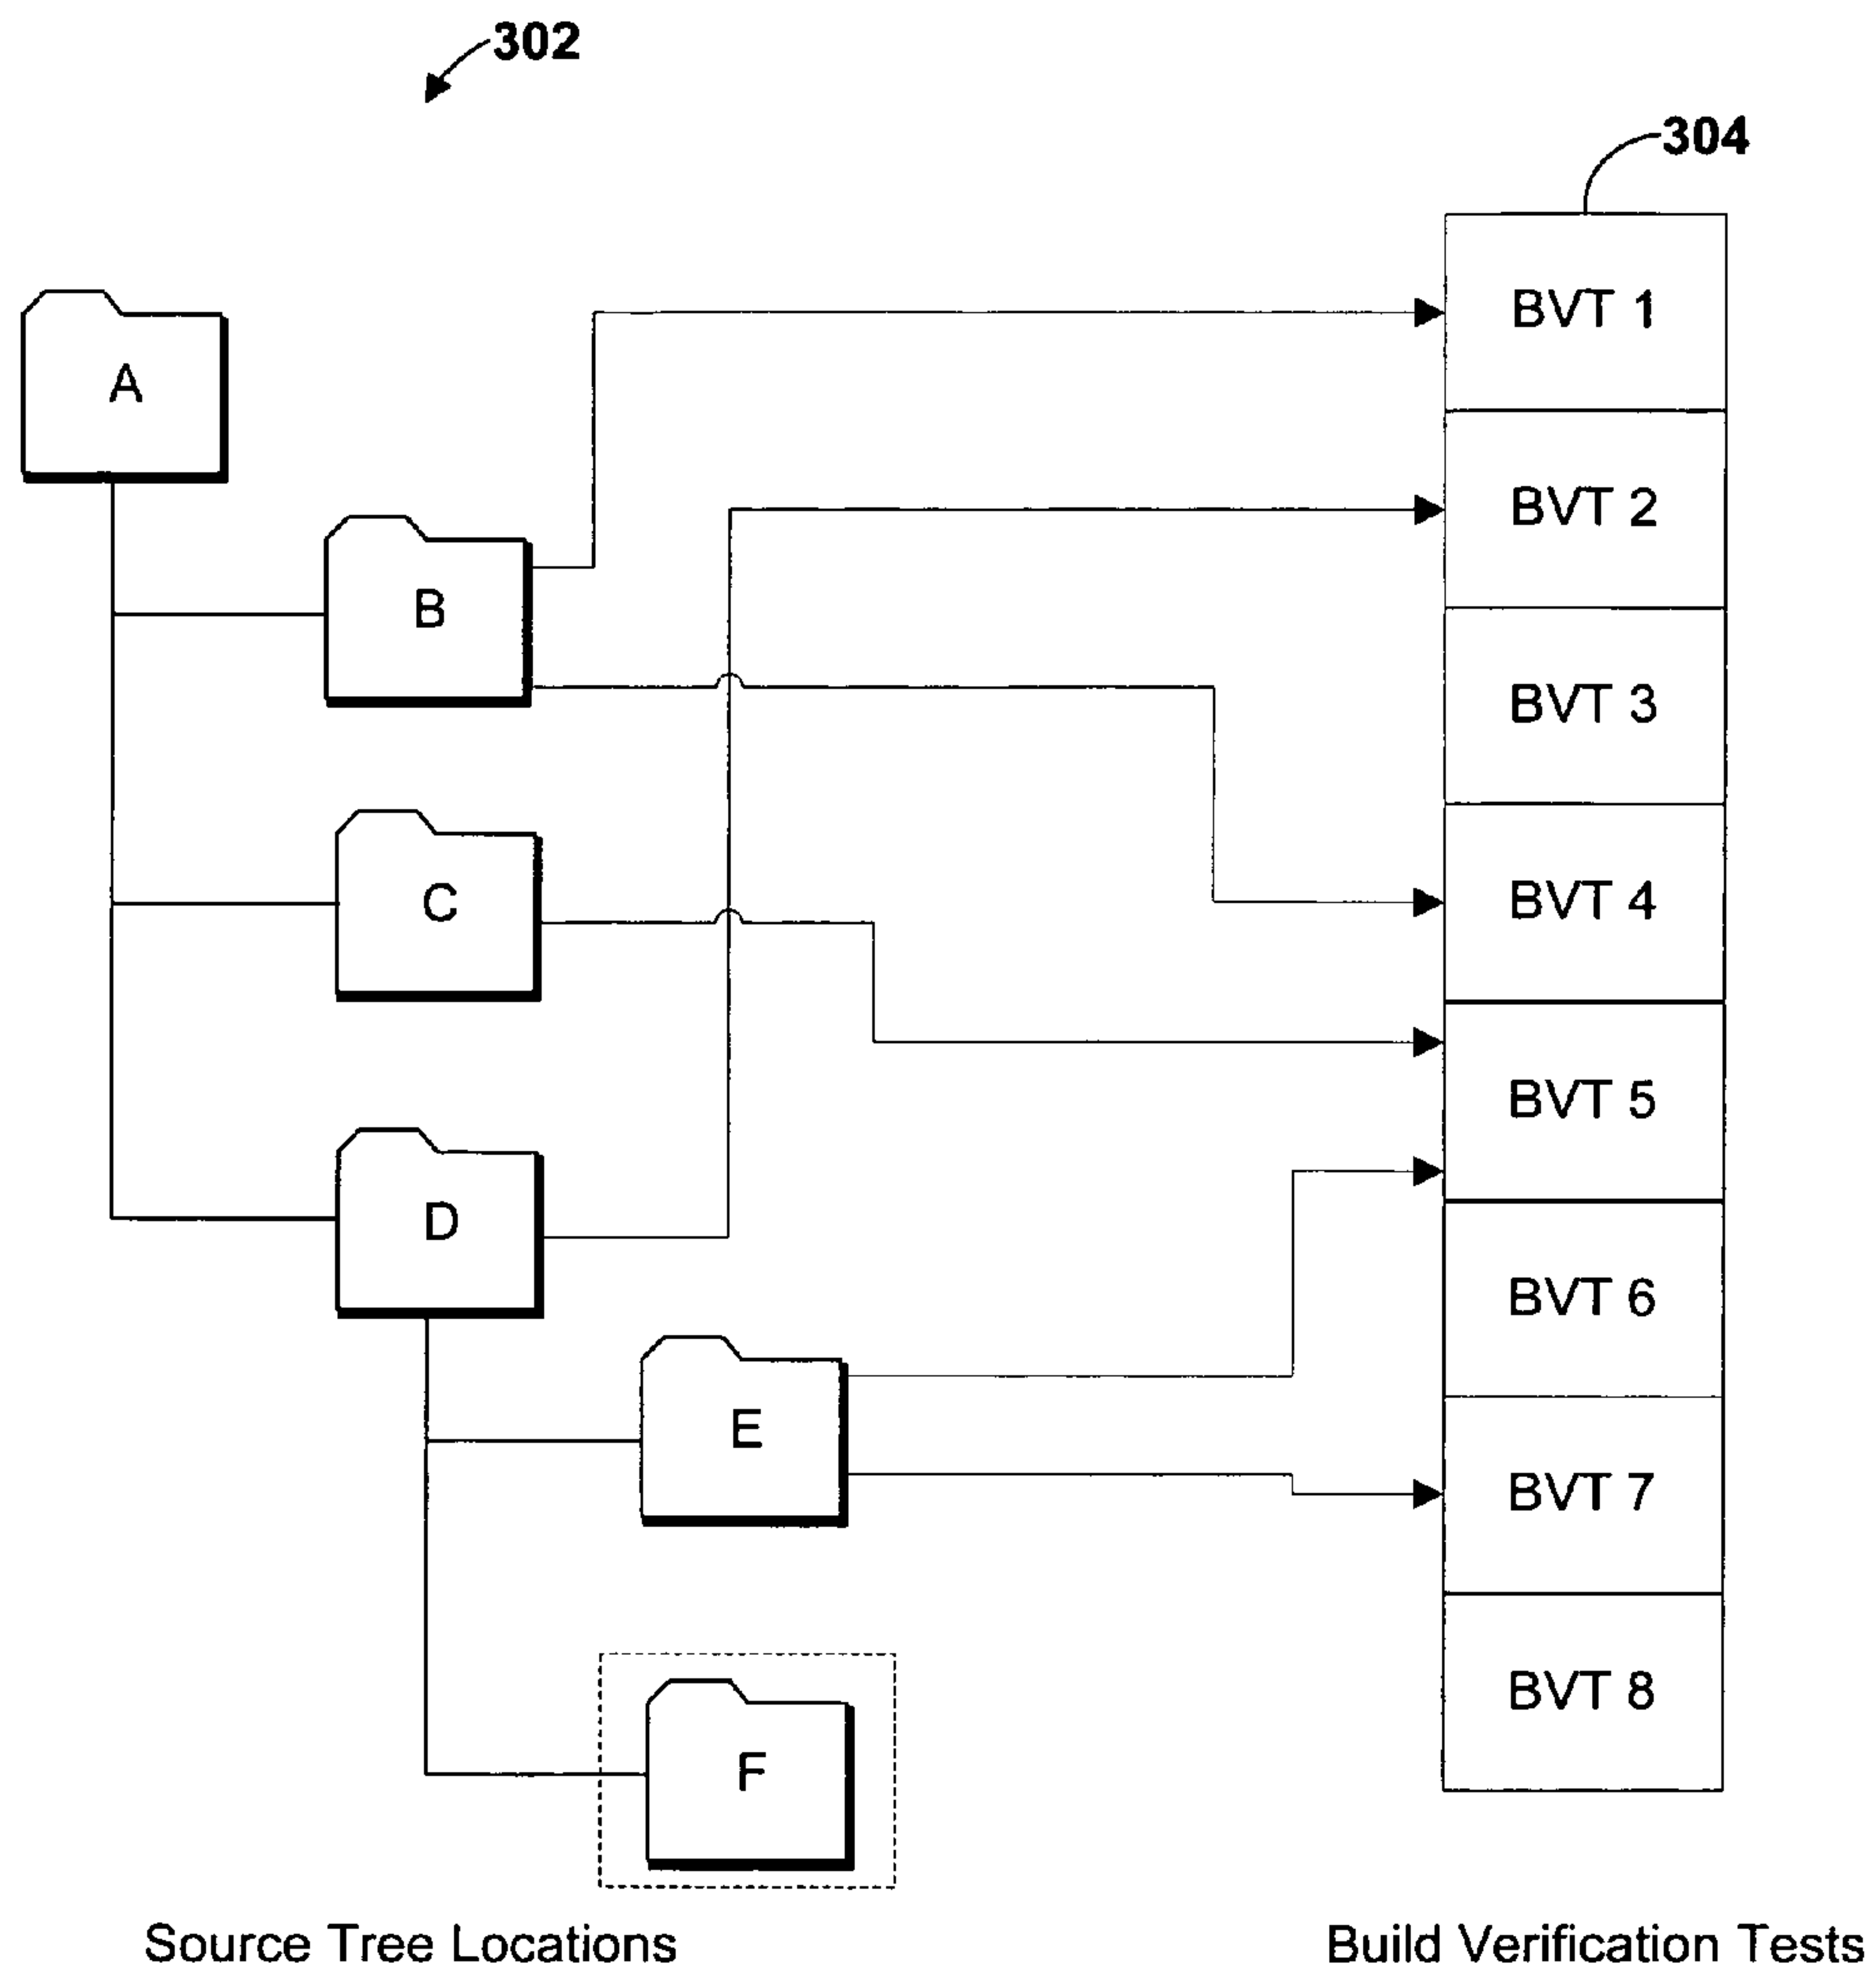 302
304
BVT 1
A
BVT 2
B
BVT 3
C
BVT 4
BVT 5
D
BVT 6
E
BVT 7
BVT 8
F
Source Tree Locations
Build Verification Tests